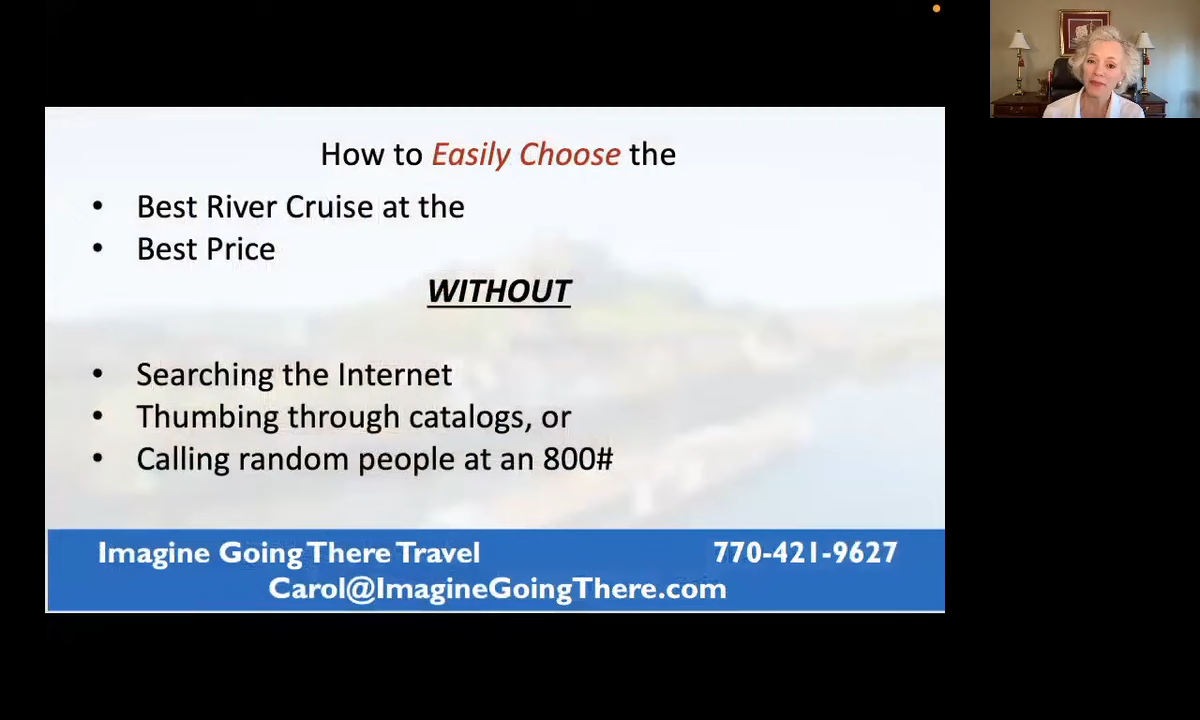 How to Easily Choose the
• Best River Cruise at the
• Best Price
WITHOUT
• Searching the Internet
• Thumbing through catalogs, or
• Calling random people at an 800#
Imagine Going There Travel 770-421-9627
Carol@ImagineGoingThere.com